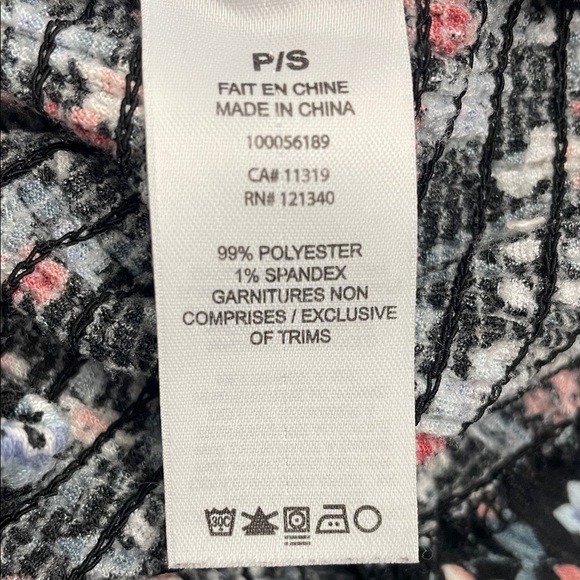 P/S
FAIT EN CHINE
MADE IN CHINA
100056189
CA# 11319
RN# 121340
99% POLYESTER
1% SPANDEX
GARNITURES NON
COMPRISES / EXCLUSIVE
OF TRIMS
30C